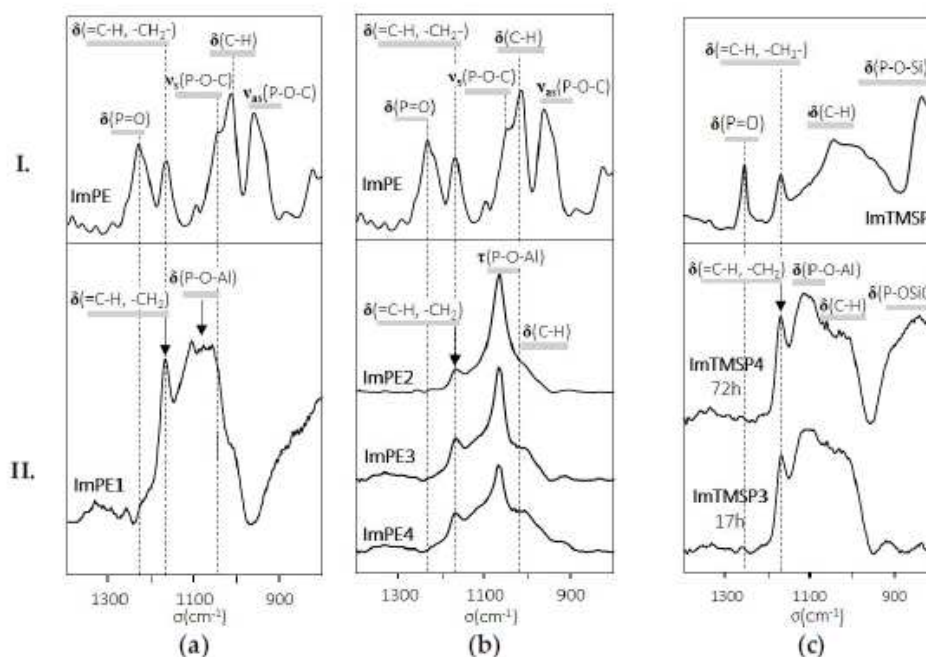 δ(=C-H, -CH₂-)
δ(C-H)
νs(P-O-C)
νas(P-O-C)
δ(P=O)
ImPE
δ(=C-H, -CH₂-)
δ(C-H)
νs(P-O-C)
νas(P-O-C)
δ(P=O)
ImPE
δ(=C-H, -CH₂-)
δ(P-O-Si)
δ(C-H)
δ(P=O)
ImTMSP
I.
δ(P-O-Al)
δ(=C-H, -CH₂)
ImPE1
τ(P-O-Al)
δ(=C-H, -CH₂)
δ(C-H)
ImPE2
ImPE3
ImPE4
δ(=C-H, -CH₂)
δ(P-O-Al)
δ(C-H)
ImTMSP4
72h
ImTMSP3
17h
II.
1300 1100 900
σ(cm⁻¹)
(a)
1300 1100 900
σ(cm⁻¹)
(b)
1300 1100 900
σ(cm⁻¹)
(c)